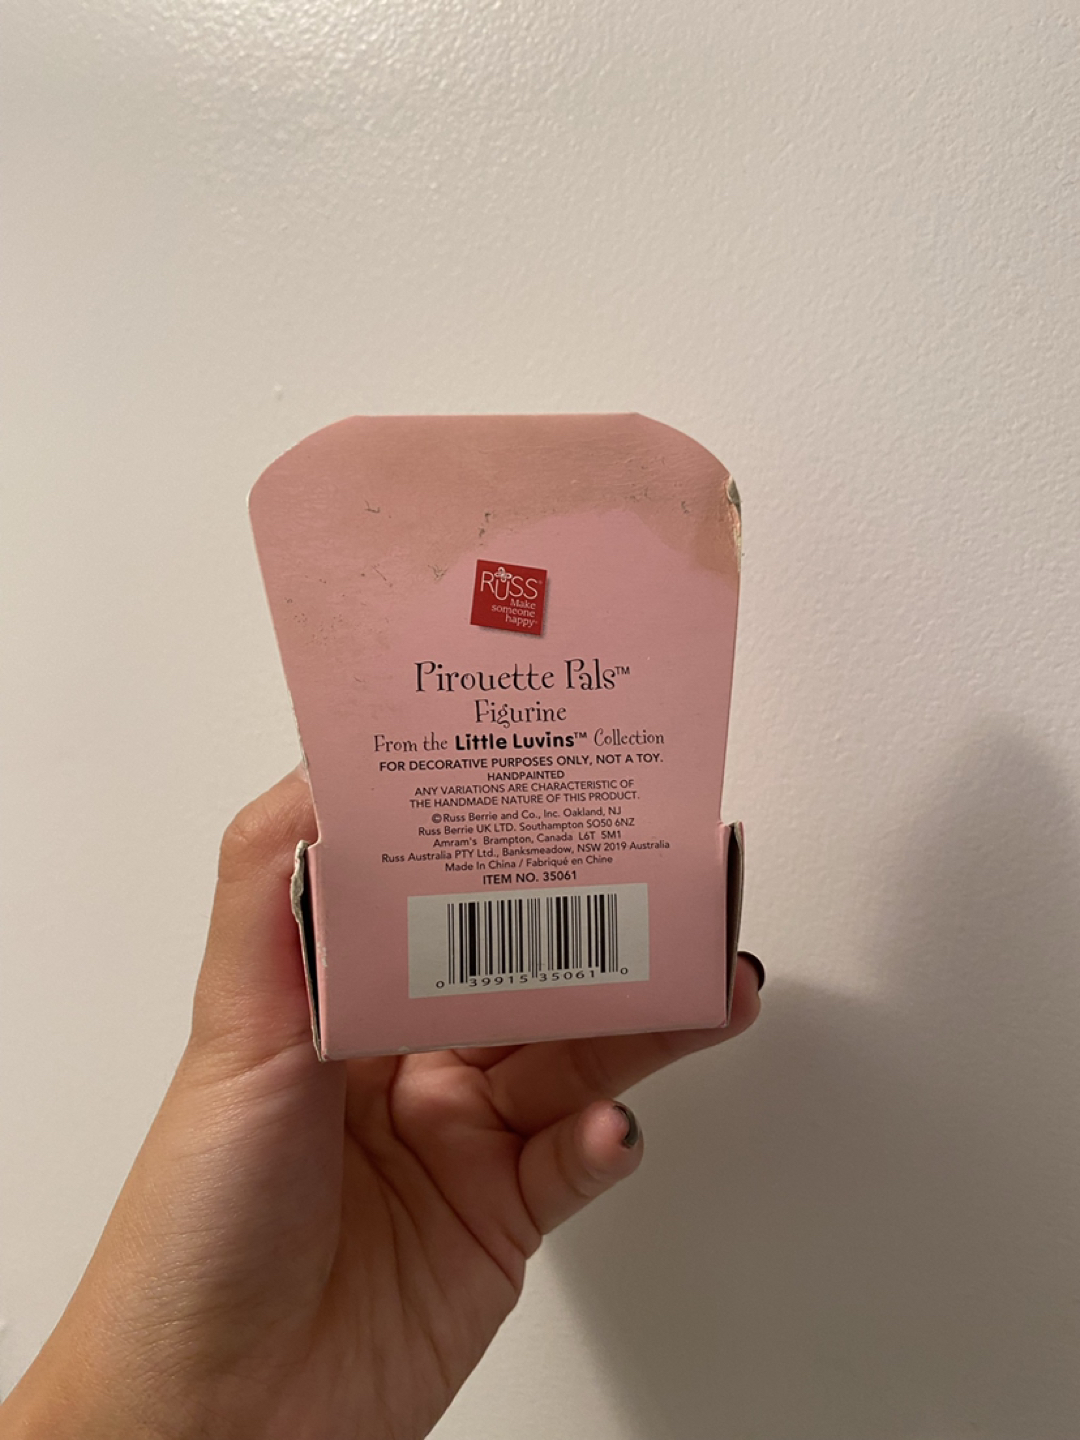 RUSS®
Make
someone
happy®
Pirouette Pals™
Figurine
From the Little Luvins™ Collection
FOR DECORATIVE PURPOSES ONLY, NOT A TOY.
HANDPAINTED
ANY VARIATIONS ARE CHARACTERISTIC OF
THE HANDMADE NATURE OF THIS PRODUCT.
©Russ Berrie and Co., Inc. Oakland, NJ
Russ Berrie UK LTD. Southampton SO50 6NZ
Amram's Brampton, Canada L6T 5M1
Russ Australia PTY Ltd., Banksmeadow, NSW 2019 Australia
Made In China / Fabriqué en Chine
ITEM NO. 35061
0 39915 35061 0